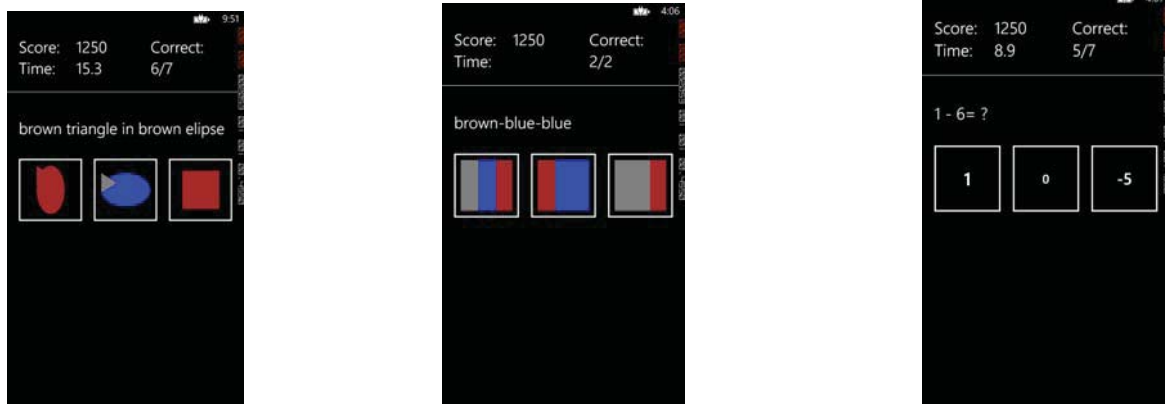 9:51
Score: 1250 Correct:
Time: 15.3 6/7
brown triangle in brown elipse
4:06
Score: 1250 Correct:
Time: 2/2
brown-blue-blue
Score: 1250 Correct:
Time: 8.9 5/7
1 - 6= ?
1 0 -5